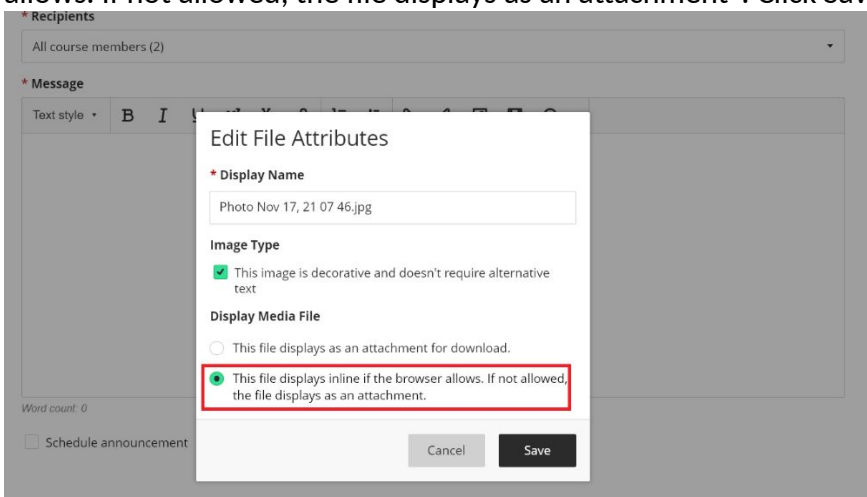 allows. If not allowed, the file displays as an attachment". Click
* Recipients
All course members (2)
* Message
Text style B I
Edit File Attributes
* Display Name
Photo Nov 17, 21 07 46.jpg
Image Type
This image is decorative and doesn't require alternative
text
Display Media File
This file displays as an attachment for download.
This file displays inline if the browser allows. If not allowed,
the file displays as an attachment.
Word count: 0
Schedule announcement
Cancel Save